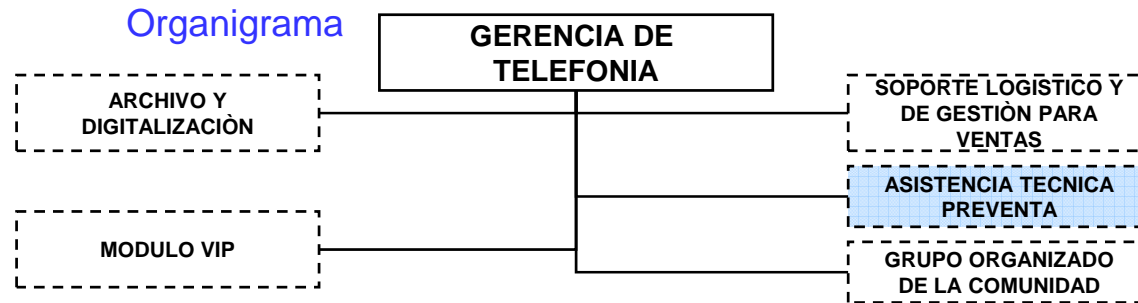 Organigrama
GERENCIA DE
TELEFONIA
ARCHIVO Y
DIGITALIZACIÒN
SOPORTE LOGISTICO Y
DE GESTIÒN PARA
VENTAS
ASISTENCIA TECNICA
PREVENTA
MODULO VIP
GRUPO ORGANIZADO
DE LA COMUNIDAD